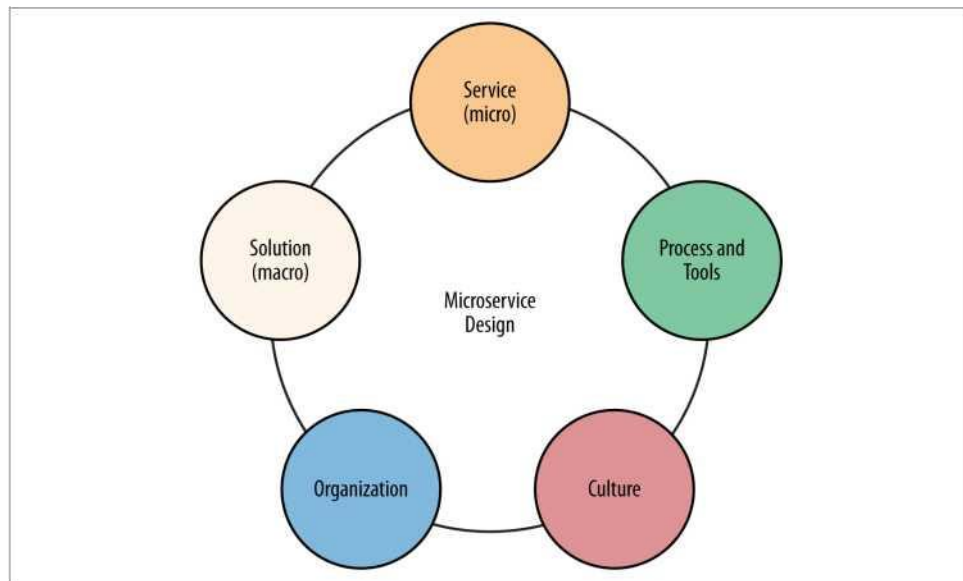 Service
(micro)
Solution
(macro)
Process and
Tools
Microservice
Design
Organization
Culture